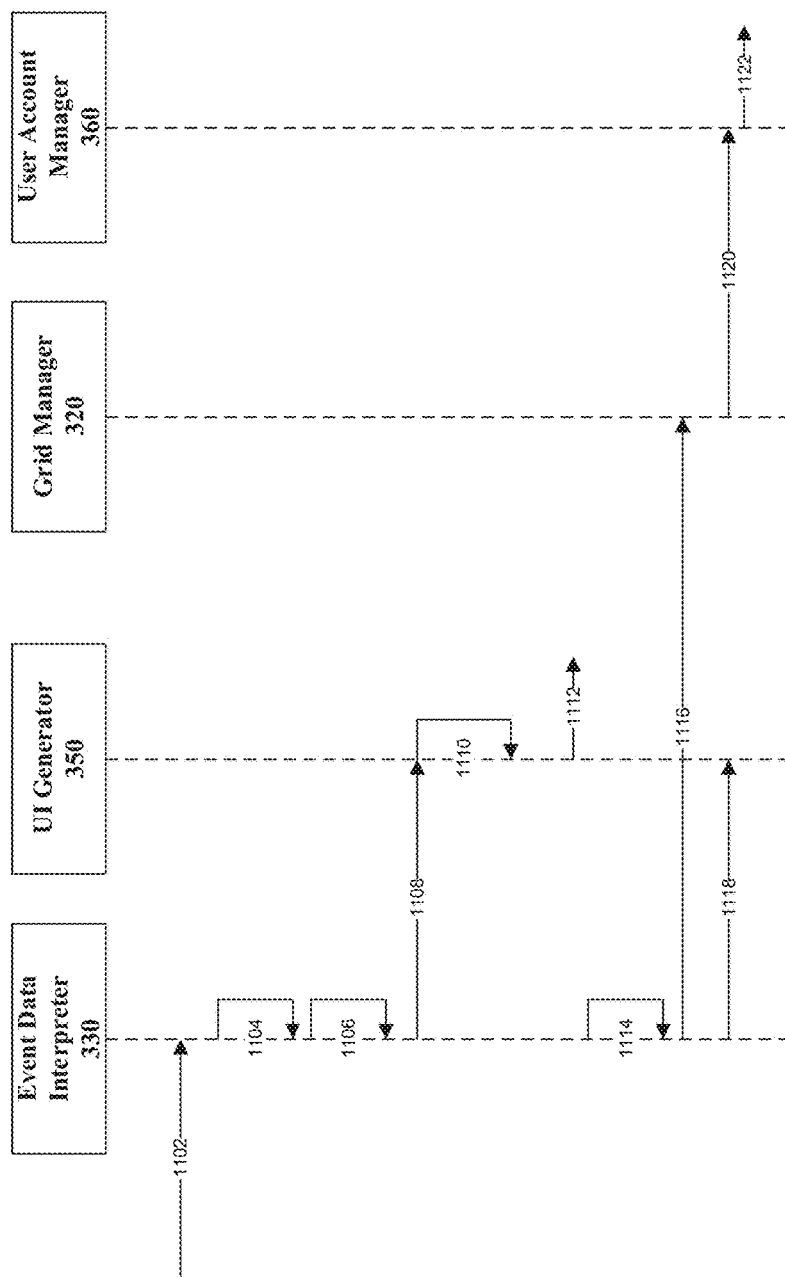 Event Data
Interpreter
330
UI Generator
350
Grid Manager
320
User Account
Manager
360
1102
1104
1106
1108
1110
1112
1114
1116
1118
1120
1122